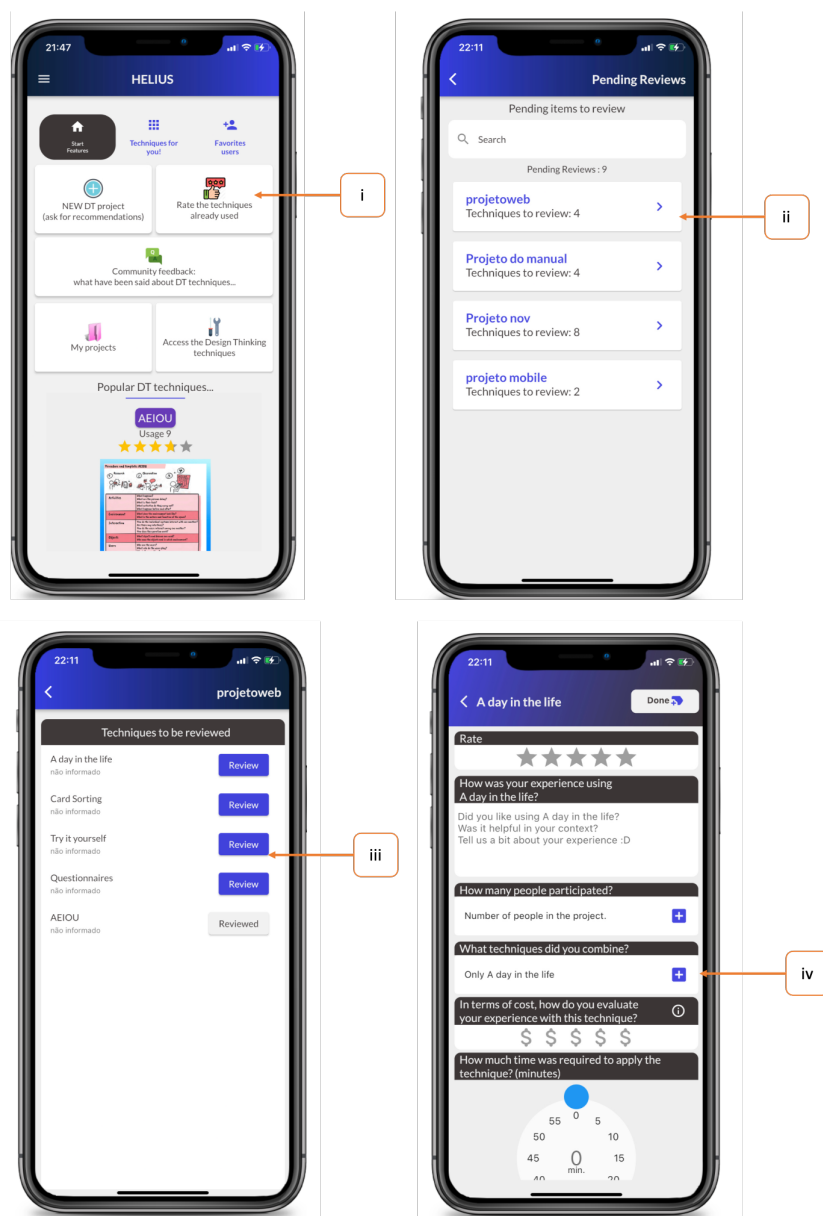 21:47
HELIUS
Start
Features
Techniques for
you!
Favorites
users
NEW DT project
(ask for recommendations)
Rate the techniques
already used
i
Community feedback:
what have been said about DT techniques...
My projects
Access the Design Thinking
techniques
Popular DT techniques...
AEIOU
Usage 9
22:11
Pending Reviews
Pending items to review
Search
Pending Reviews : 9
projetoweb
Techniques to review: 4
ii
Projeto do manual
Techniques to review: 4
Projeto nov
Techniques to review: 8
projeto mobile
Techniques to review: 2
22:11
projetoweb
Techniques to be reviewed
A day in the life
não informado
Review
Card Sorting
não informado
Review
Try it yourself
não informado
Review
iii
Questionnaires
não informado
Review
AEIOU
não informado
Reviewed
22:11
A day in the life
Done
Rate
How was your experience using
A day in the life?
Did you like using A day in the life?
Was it helpful in your context?
Tell us a bit about your experience :D
How many people participated?
Number of people in the project.
What techniques did you combine?
Only A day in the life
iv
In terms of cost, how do you evaluate
your experience with this technique?
$ $ $ $ $
How much time was required to apply the
technique? (minutes)
55 0 5
50 10
45 0 15
min.
40 20